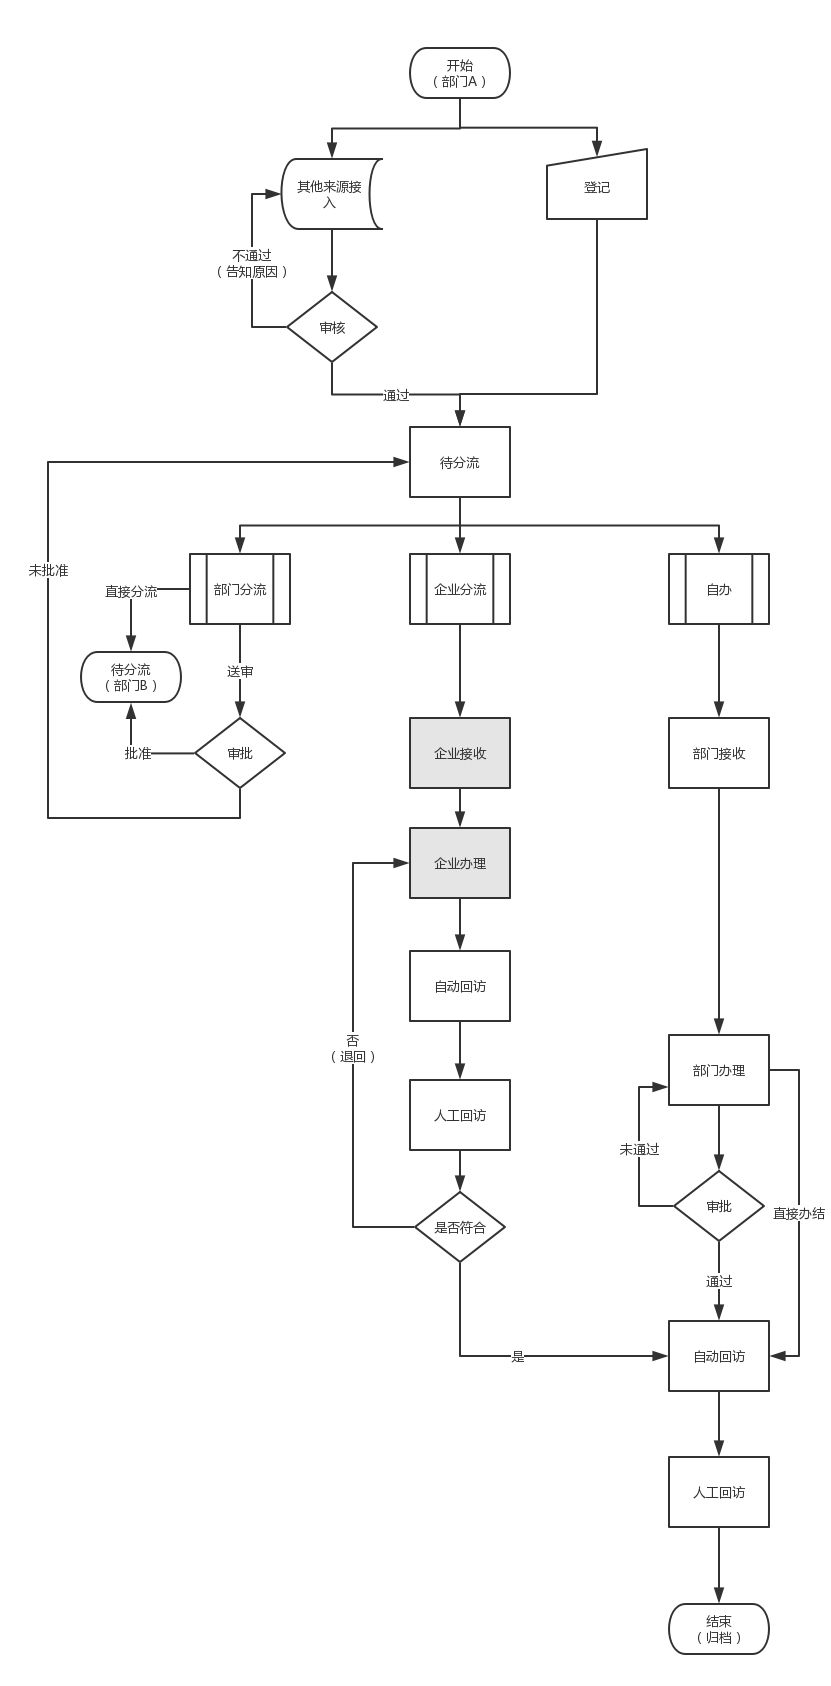 开始
（部门A）
其他来源接
入
登记
不通过
（告知原因）
审核
通过
待分流
未批准
直接分流
部门分流
企业分流
自办
待分流
（部门B）
送审
批准
审批
企业接收
部门接收
企业办理
自动回访
否
（退回）
部门办理
人工回访
未通过
审批
直接办结
是否符合
通过
是
自动回访
人工回访
结束
（归档）